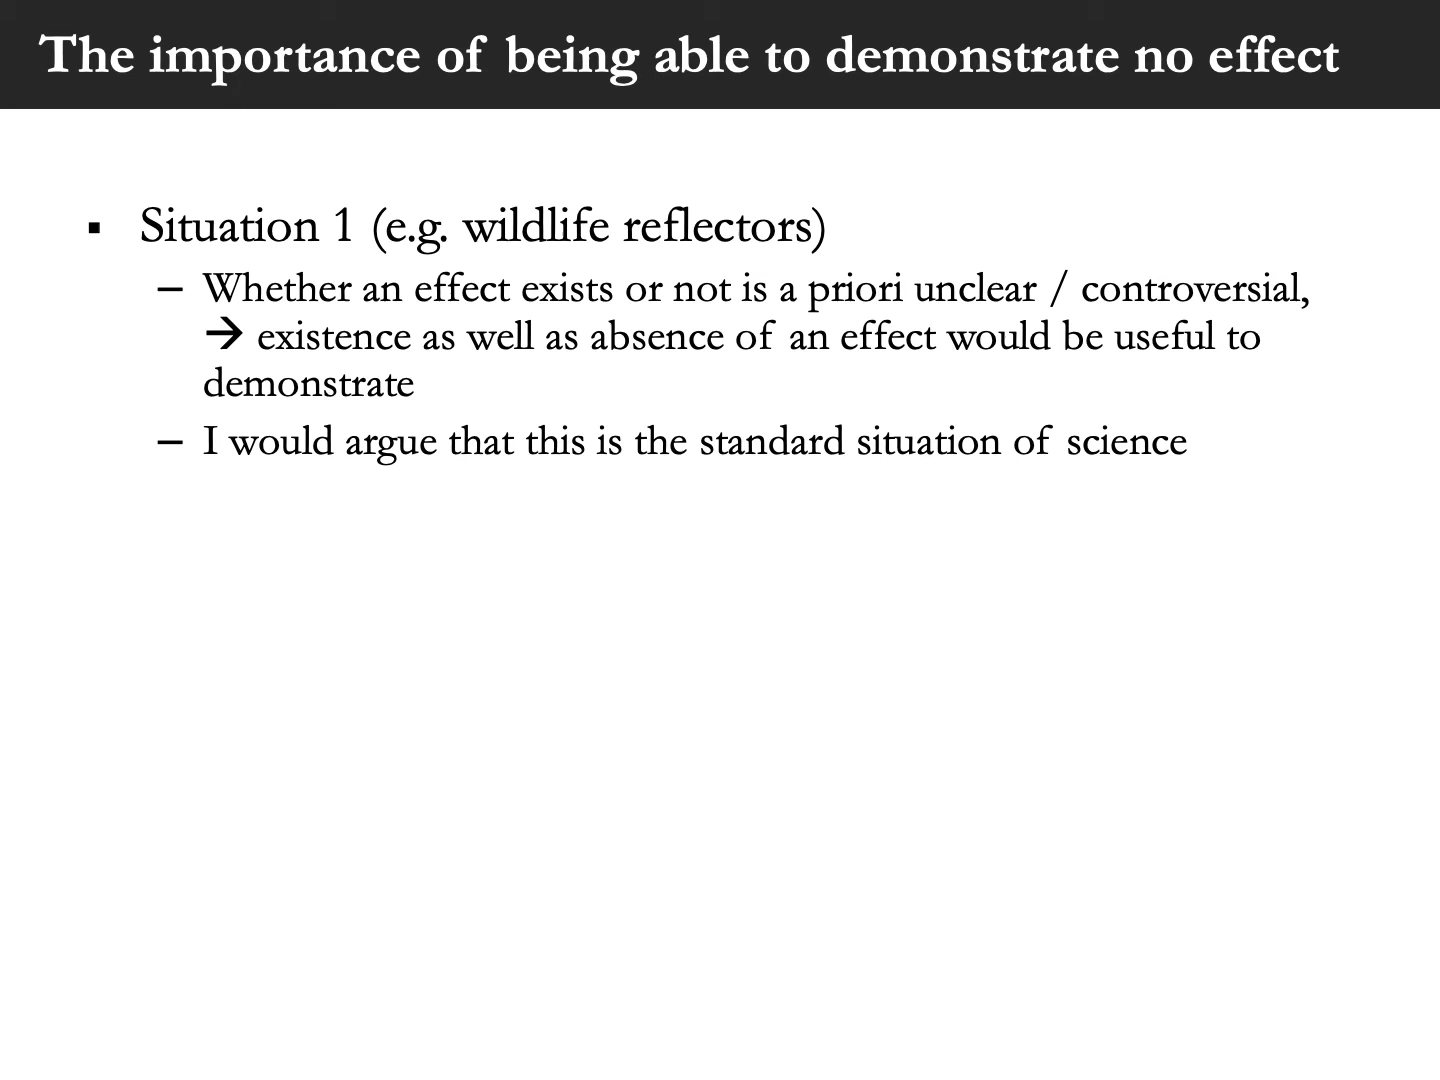 The importance of being able to demonstrate no effect
▪ Situation 1 (e.g. wildlife reflectors)
– Whether an effect exists or not is a priori unclear / controversial,
→ existence as well as absence of an effect would be useful to
demonstrate
– I would argue that this is the standard situation of science